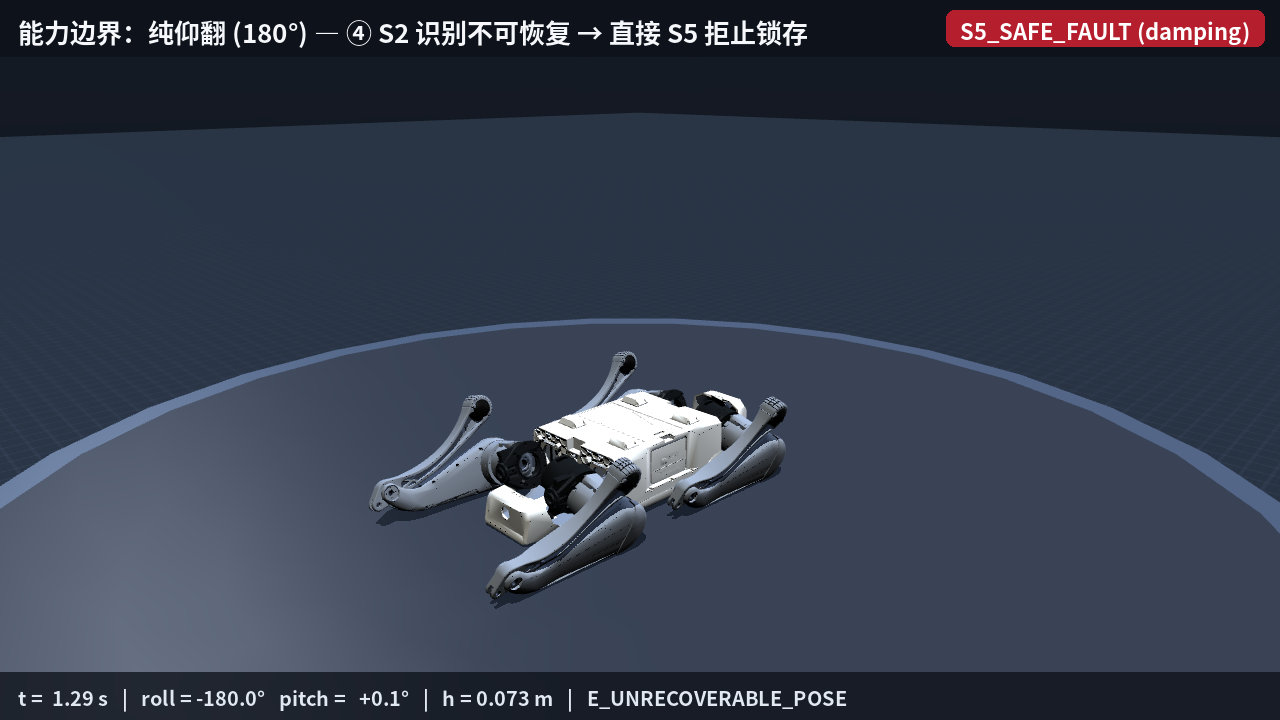 能力边界：纯仰翻 (180°) — ④ S2 识别不可恢复 → 直接 S5 拒止锁存
S5_SAFE_FAULT (damping)
t = 1.29 s | roll = -180.0° pitch = +0.1° | h = 0.073 m | E_UNRECOVERABLE_POSE